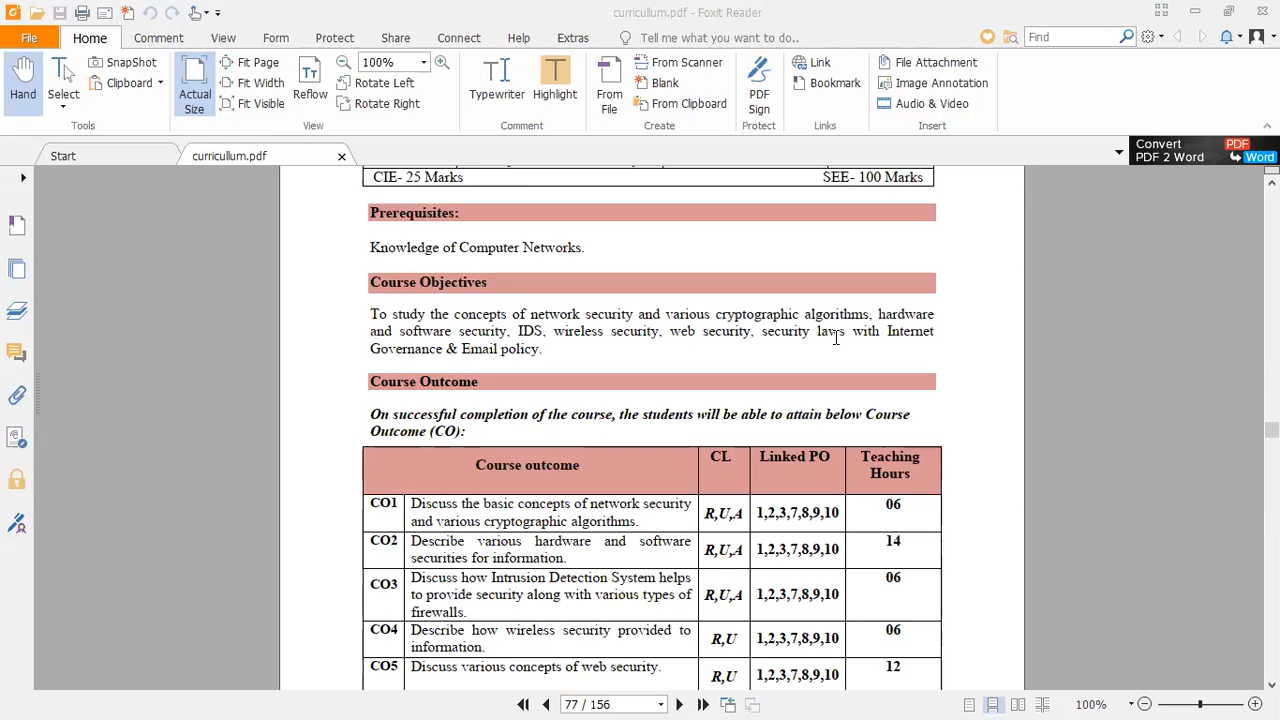 curricullum.pdf - Foxit Reader
File Home Comment View Form Protect Share Connect Help Extras Tell me what you want to do.. Find
Hand Select SnapShot Clipboard Actual Size Fit Page Fit Width Fit Visible Reflow 100% Rotate Left Rotate Right Typewriter Highlight From File From Scanner Blank From Clipboard PDF Sign Link Bookmark File Attachment Image Annotation Audio & Video
Tools View Comment Create Protect Links Insert
Start curricullum.pdf
Convert PDF
PDF 2 Word Word
CIE- 25 Marks SEE- 100 Marks
Prerequisites:
Knowledge of Computer Networks.
Course Objectives
To study the concepts of network security and various cryptographic algorithms, hardware
and software security, IDS, wireless security, web security, security laws with Internet
Governance & Email policy.
Course Outcome
On successful completion of the course, the students will be able to attain below Course
Outcome (CO):
Course outcome CL Linked PO Teaching
Hours
CO1 Discuss the basic concepts of network security
and various cryptographic algorithms. R,U,A 1,2,3,7,8,9,10 06
CO2 Describe various hardware and software
securities for information. R,U,A 1,2,3,7,8,9,10 14
CO3 Discuss how Intrusion Detection System helps
to provide security along with various types of
firewalls. R,U,A 1,2,3,7,8,9,10 06
CO4 Describe how wireless security provided to
information. R,U 1,2,3,7,8,9,10 06
CO5 Discuss various concepts of web security. R,U 1,2,3,7,8,9,10 12
77 / 156 100%